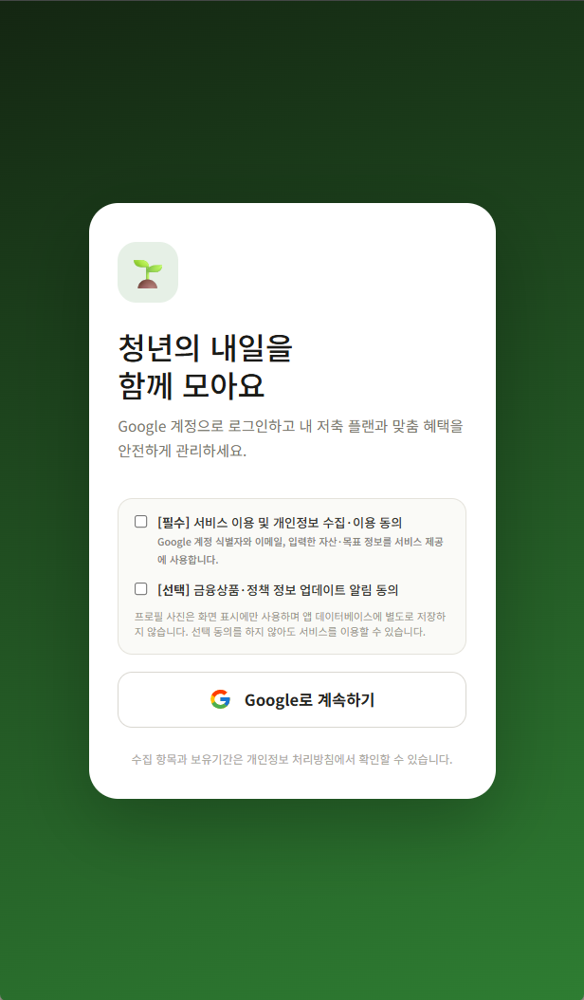 청년의 내일을
함께 모아요
Google 계정으로 로그인하고 내 저축 플랜과 맞춤 혜택을
안전하게 관리하세요.
[필수] 서비스 이용 및 개인정보 수집·이용 동의
Google 계정 식별자와 이메일, 입력한 자산·목표 정보를 서비스 제공
에 사용합니다.
[선택] 금융상품·정책 정보 업데이트 알림 동의
프로필 사진은 화면 표시에만 사용하며 앱 데이터베이스에 별도로 저장하
지 않습니다. 선택 동의를 하지 않아도 서비스를 이용할 수 있습니다.
Google로 계속하기
수집 항목과 보유기간은 개인정보 처리방침에서 확인할 수 있습니다.